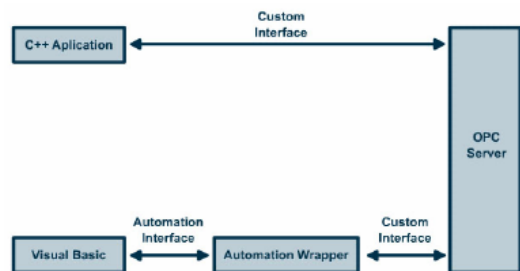 Custom
Interface
C++ Aplication
OPC
Server
Automation
Interface
Custom
Interface
Visual Basic
Automation Wrapper